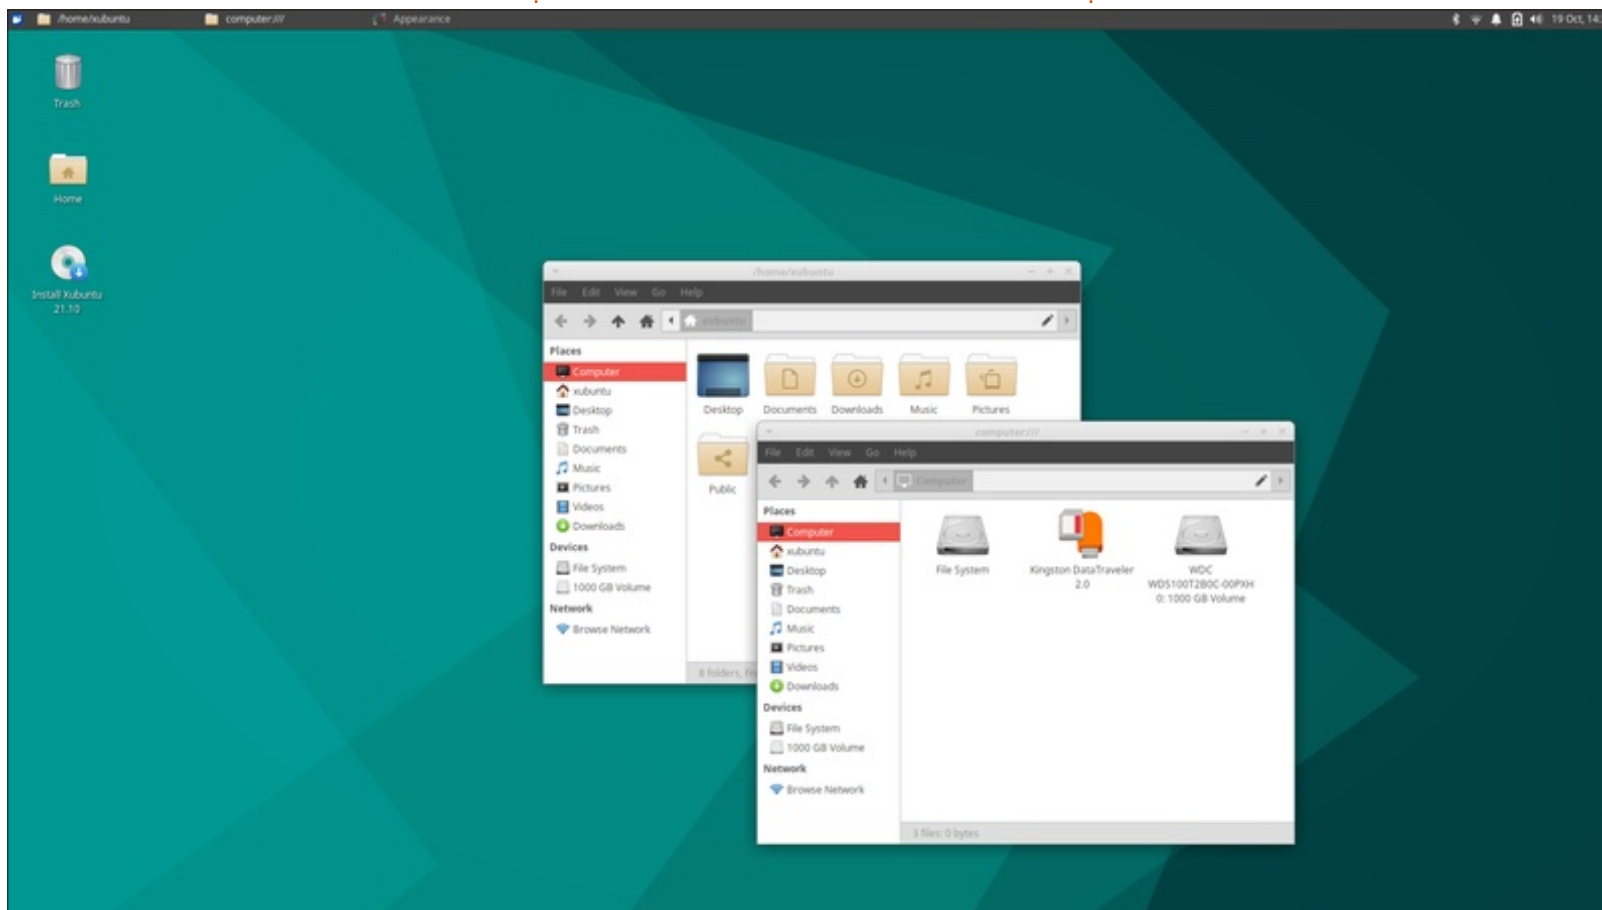 /home/xubuntu
computer:///
Appearance
19 Oct, 14:
Trash
Home
Install Xubuntu
21.10
/home/xubuntu
File Edit View Go Help
xubuntu
Places
Computer
xubuntu
Desktop
Trash
Documents
Music
Pictures
Videos
Downloads
Devices
File System
1000 GB Volume
Network
Browse Network
Desktop
Documents
Downloads
Music
Pictures
Public
8 folders,
computer:///
File Edit View Go Help
Computer
Places
Computer
xubuntu
Desktop
Trash
Documents
Music
Pictures
Videos
Downloads
Devices
File System
1000 GB Volume
Network
Browse Network
File System
Kingston DataTraveler
2.0
WDC
WDS100T2B0C-00PXH
0: 1000 GB Volume
3 files: 0 bytes